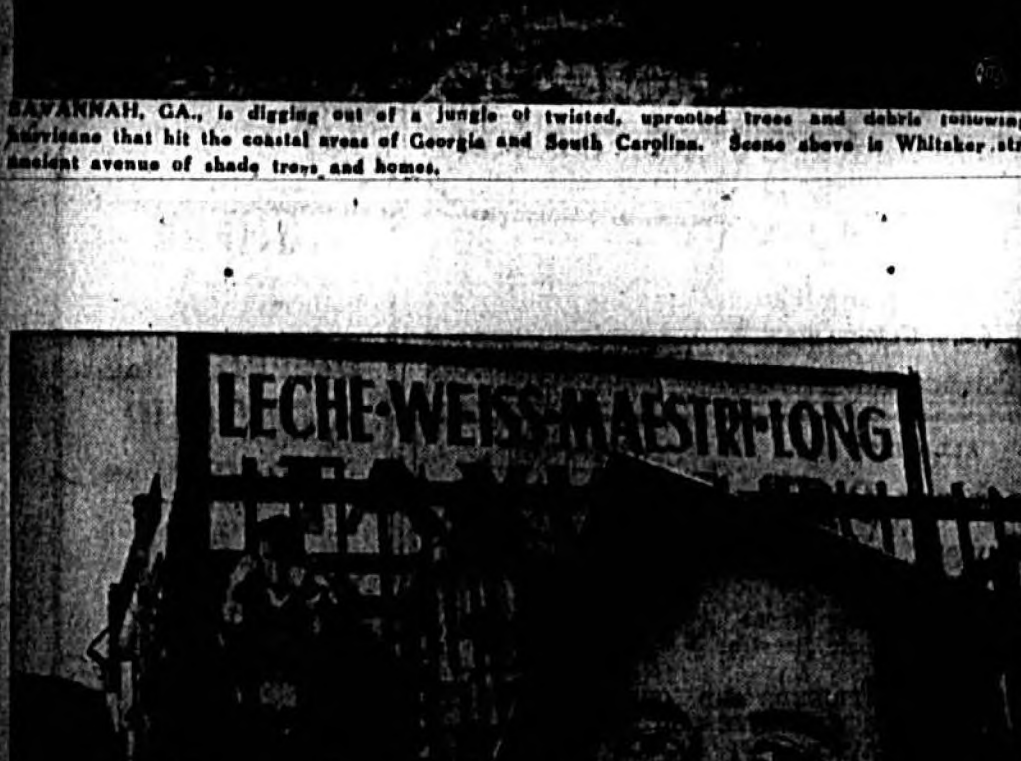 SAVANNAH, GA., is digging out of a jungle of twisted, uprooted trees and debris following
hurricane that hit the coastal areas of Georgia and South Carolina. Scene above is Whitaker str
ancient avenue of shade trees and homes.
LECHE·WEISS·MAESTRI·LONG